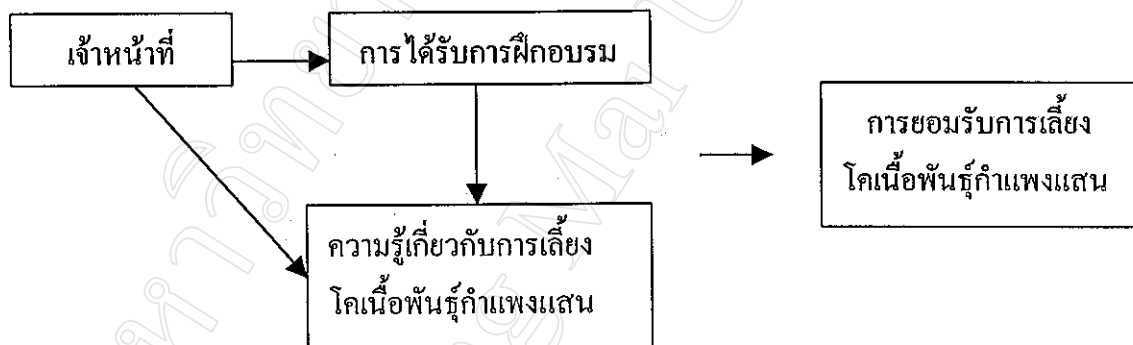 เจ้าหน้าที่
การได้รับการฝึกอบรม
การยอมรับการเลี้ยง
โคเนื้อพันธุ์กำแพงแสน
ความรู้เกี่ยวกับการเลี้ยง
โคเนื้อพันธุ์กำแพงแสน